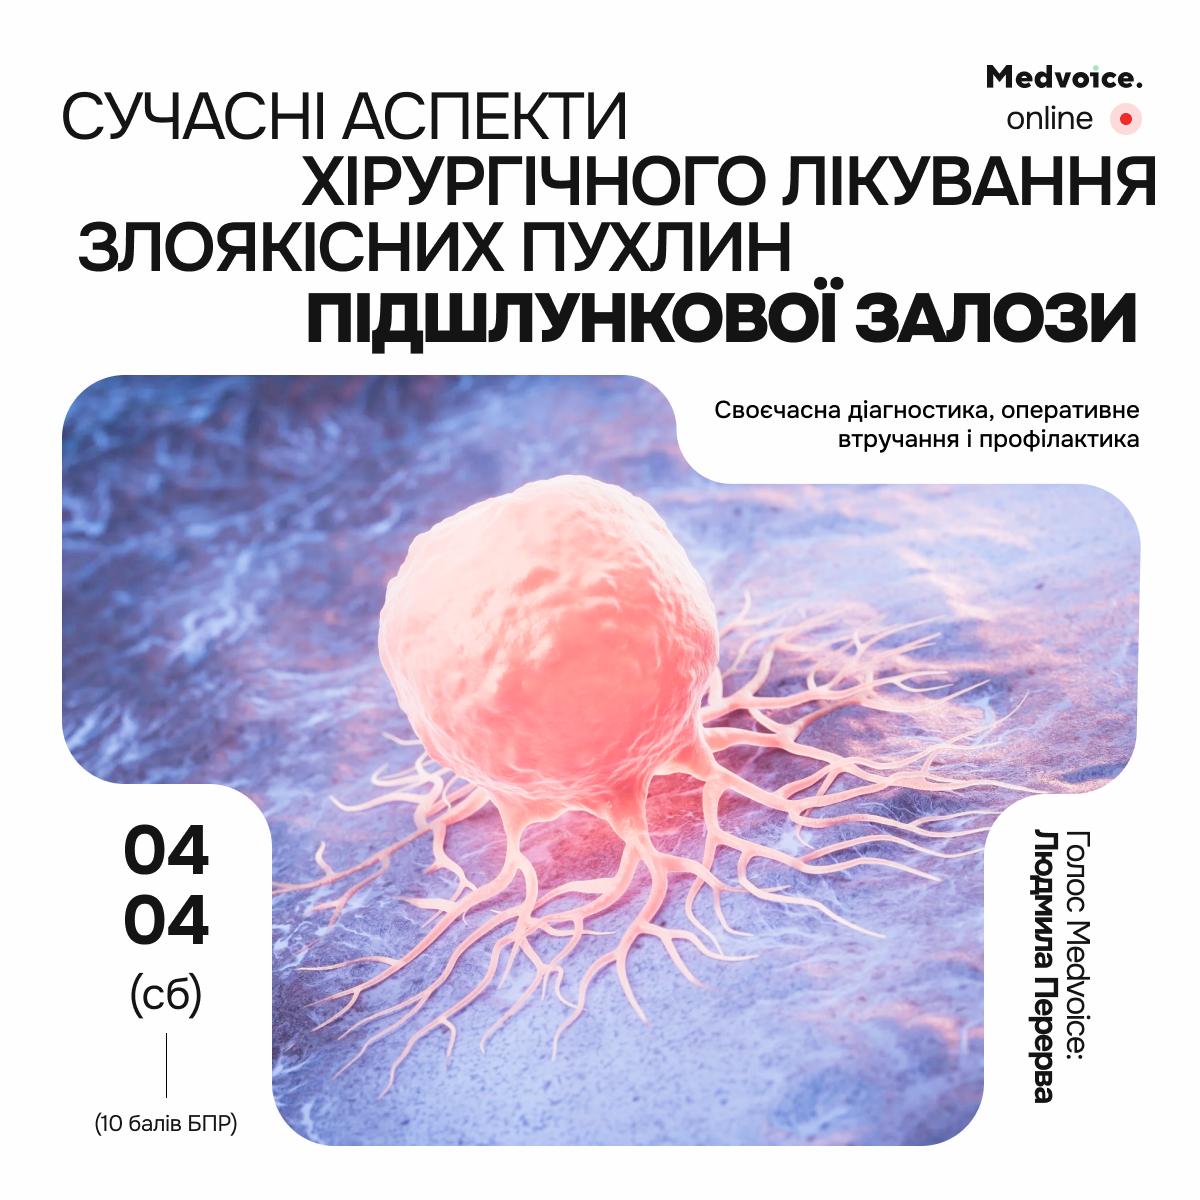 Medvoice.
online
СУЧАСНІ АСПЕКТИ
ХІРУРГІЧНОГО ЛІКУВАННЯ
ЗЛОЯКІСНИХ ПУХЛИН
ПІДШЛУНКОВОЇ ЗАЛОЗИ
Своєчасна діагностика, оперативне
втручання і профілактика
04
04
(сб)
(10 балів БПР)
Голос Medvoice:
Людмила Перерва